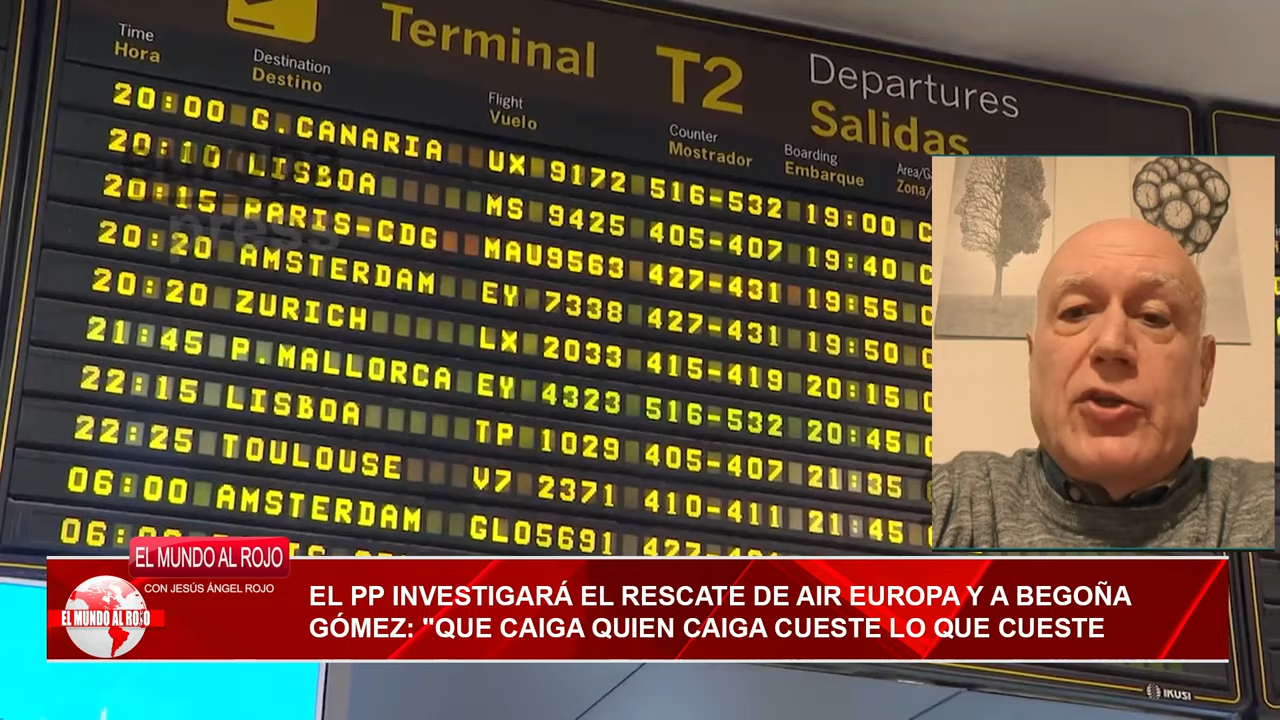 Terminal T2 Departures
Salidas
Time
Hora
Destination
Destino
Flight
Vuelo
Counter
Mostrador
Boarding
Embarque
Area/G
Zona/
20:00 G.CANARIA UX 9172 516-532 19:00
20:10 LISBOA MS 9425 405-407 19:40
20:15 PARIS-CDG MAU9563 427-431 19:55
20:20 AMSTERDAM EY 7338 427-431 19:50
20:20 ZURICH LX 2033 415-419 20:15
21:45 P.MALLORCA EY 4323 516-532 20:45
22:15 LISBOA TP 1029 405-407 21:35
22:25 TOULOUSE V7 2371 410-411 21:45
06:00 AMSTERDAM GLO5691
europa
press
EL MUNDO AL ROJO
CON JESÚS ÁNGEL ROJO
EL MUNDO AL ROJO
EL PP INVESTIGARÁ EL RESCATE DE AIR EUROPA Y A BEGOÑA
GÓMEZ: "QUE CAIGA QUIEN CAIGA CUESTE LO QUE CUESTE
IKUSI